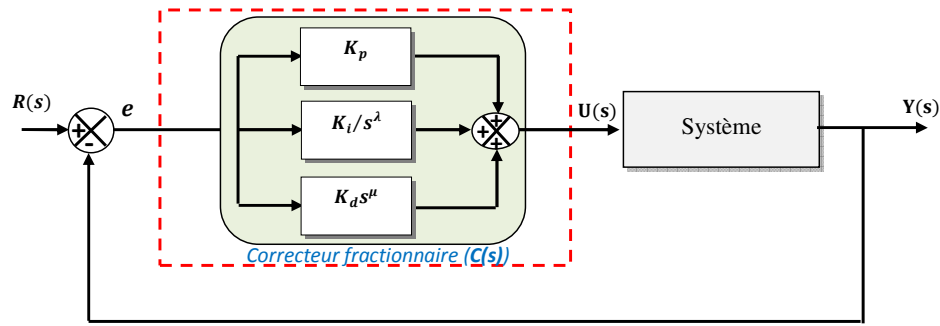 K_p
R(s)
e
+
-
K_i/s^λ
+
+
+
U(s)
Système
Y(s)
K_d s^μ
Correcteur fractionnaire (C(s))